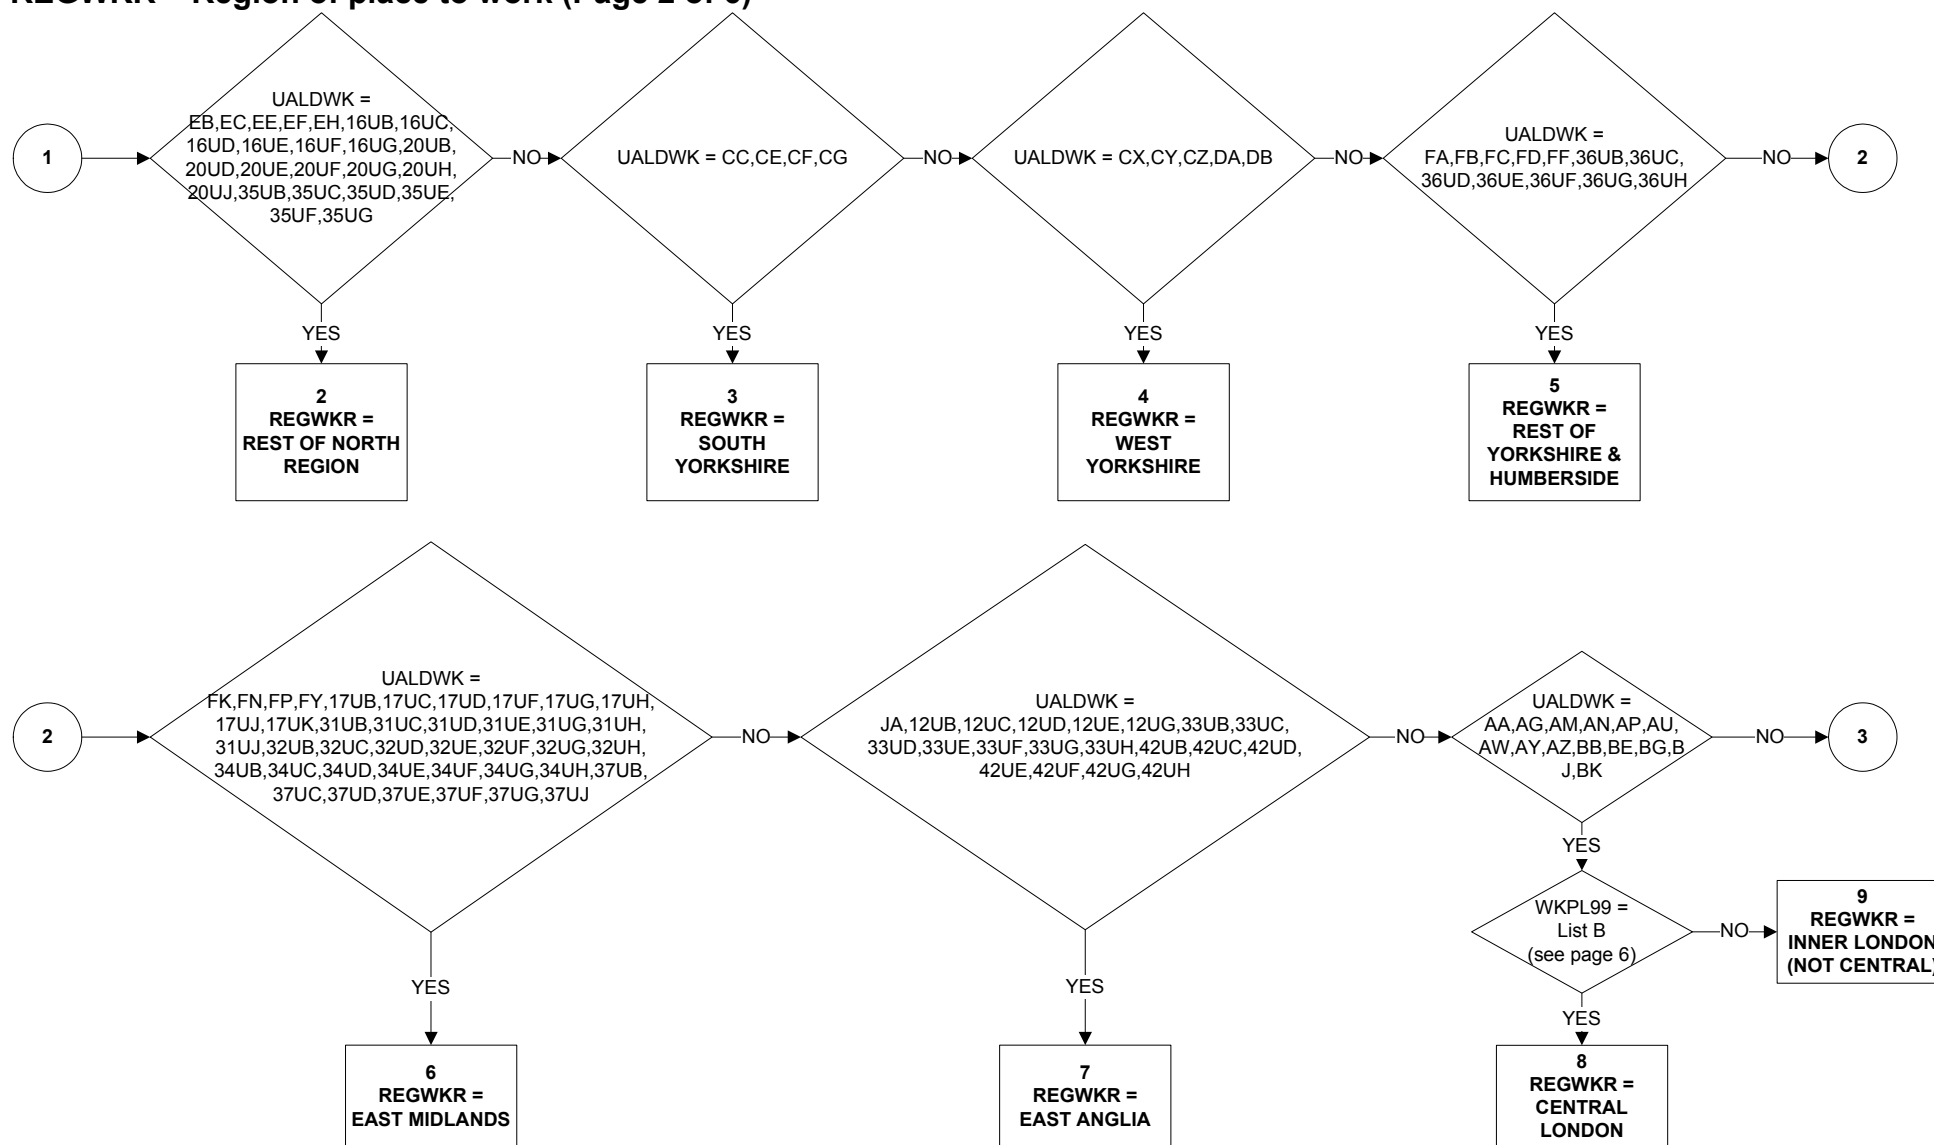 REGWKR - Region of place to work (Page 2 of 6)
1
UALDWK =
EB,EC,EE,EF,EH,16UB,16UC,
16UD,16UE,16UF,16UG,20UB,
20UD,20UE,20UF,20UG,20UH,
20UJ,35UB,35UC,35UD,35UE,
35UF,35UG
NO
UALDWK = CC,CE,CF,CG
NO
UALDWK = CX,CY,CZ,DA,DB
NO
UALDWK =
FA,FB,FC,FD,FF,36UB,36UC,
36UD,36UE,36UF,36UG,36UH
NO
2
YES
YES
YES
YES
2
REGWKR =
REST OF NORTH
REGION
3
REGWKR =
SOUTH
YORKSHIRE
4
REGWKR =
WEST
YORKSHIRE
5
REGWKR =
REST OF
YORKSHIRE &
HUMBERSIDE
2
UALDWK =
FK,FN,FP,FY,17UB,17UC,17UD,17UF,17UG,17UH,
17UJ,17UK,31UB,31UC,31UD,31UE,31UG,31UH,
31UJ,32UB,32UC,32UD,32UE,32UF,32UG,32UH,
34UB,34UC,34UD,34UE,34UF,34UG,34UH,37UB,
37UC,37UD,37UE,37UF,37UG,37UJ
NO
UALDWK =
JA,12UB,12UC,12UD,12UE,12UG,33UB,33UC,
33UD,33UE,33UF,33UG,33UH,42UB,42UC,42UD,
42UE,42UF,42UG,42UH
NO
UALDWK =
AA,AG,AM,AN,AP,AU,
AW,AY,AZ,BB,BE,BG,B
J,BK
NO
3
YES
WKPL99 =
List B
(see page 6)
NO
9
REGWKR =
INNER LONDON
(NOT CENTRAL)
YES
YES
YES
6
REGWKR =
EAST MIDLANDS
7
REGWKR =
EAST ANGLIA
8
REGWKR =
CENTRAL
LONDON